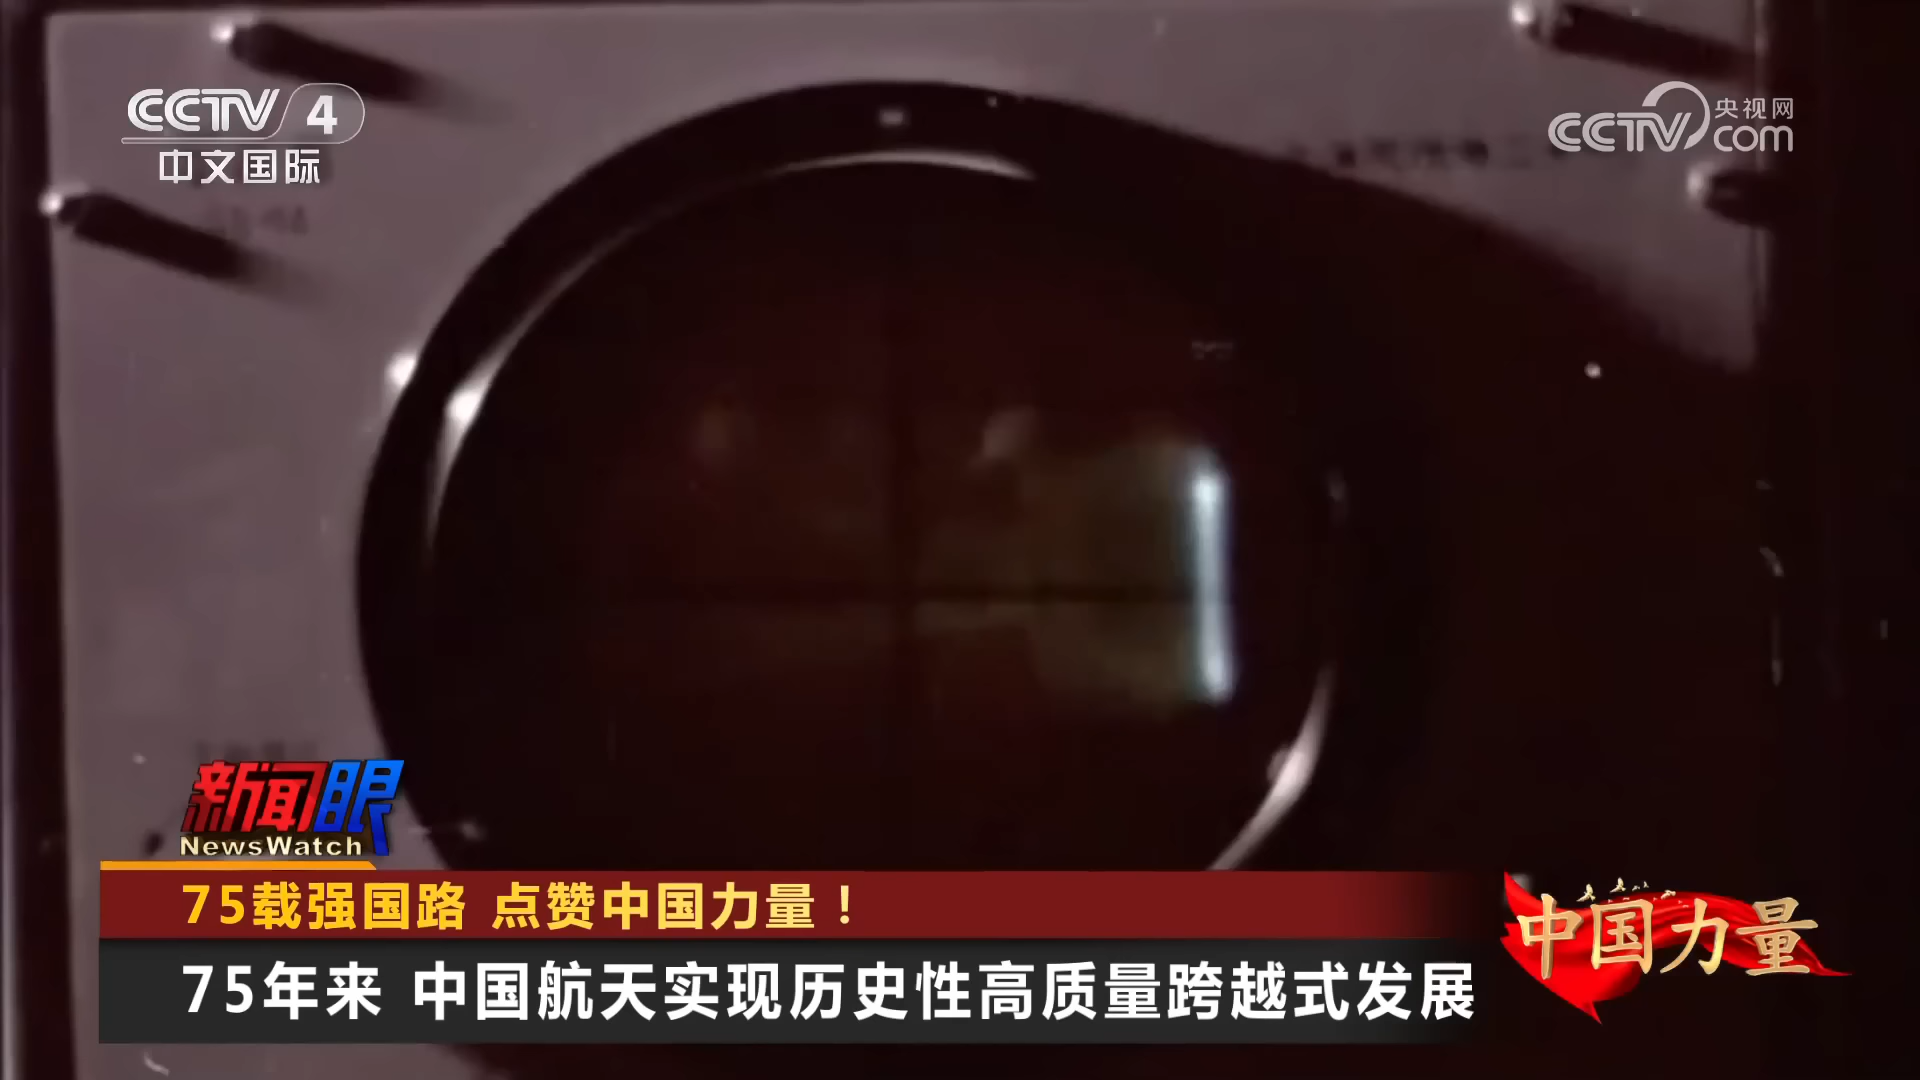 CCTV 4
中文国际
央视网
CCTV.com
新闻眼
NewsWatch
75载强国路 点赞中国力量！
75年来 中国航天实现历史性高质量跨越式发展
中国力量